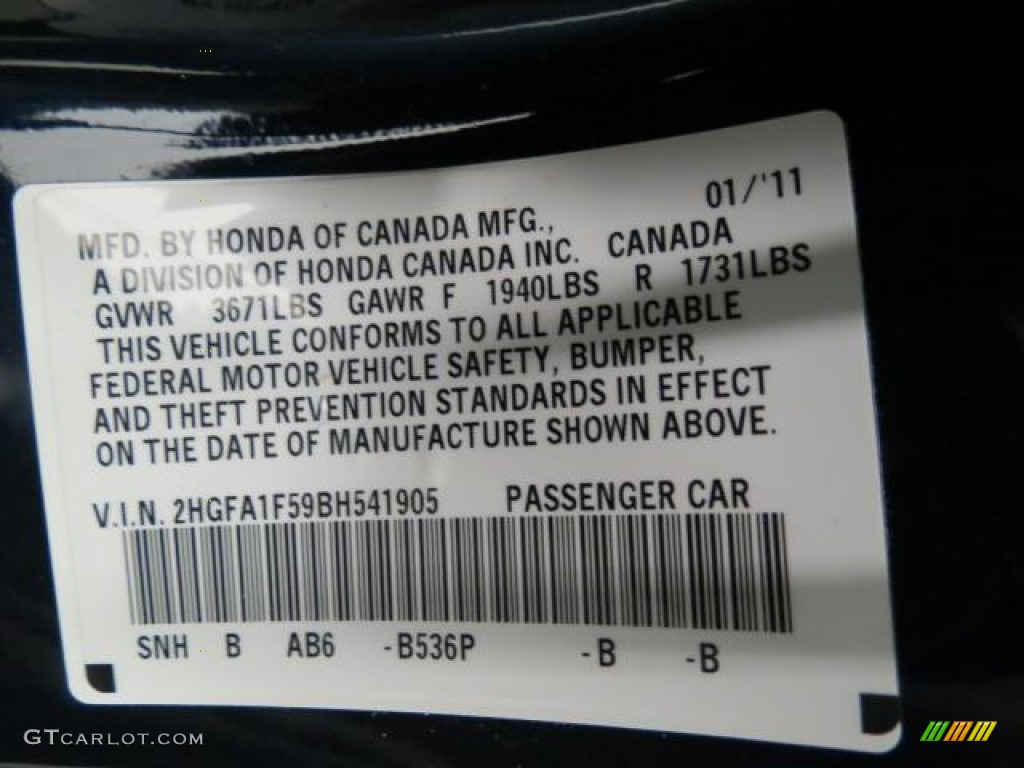 01/'11
MFD. BY HONDA OF CANADA MFG.,
A DIVISION OF HONDA CANADA INC. CANADA
GVWR 3671LBS GAWR F 1940LBS R 1731LBS
THIS VEHICLE CONFORMS TO ALL APPLICABLE
FEDERAL MOTOR VEHICLE SAFETY, BUMPER,
AND THEFT PREVENTION STANDARDS IN EFFECT
ON THE DATE OF MANUFACTURE SHOWN ABOVE.
V.I.N. 2HGFA1F59BH541905 PASSENGER CAR
SNH B AB6 -B536P -B -B
GTCARLOT.COM